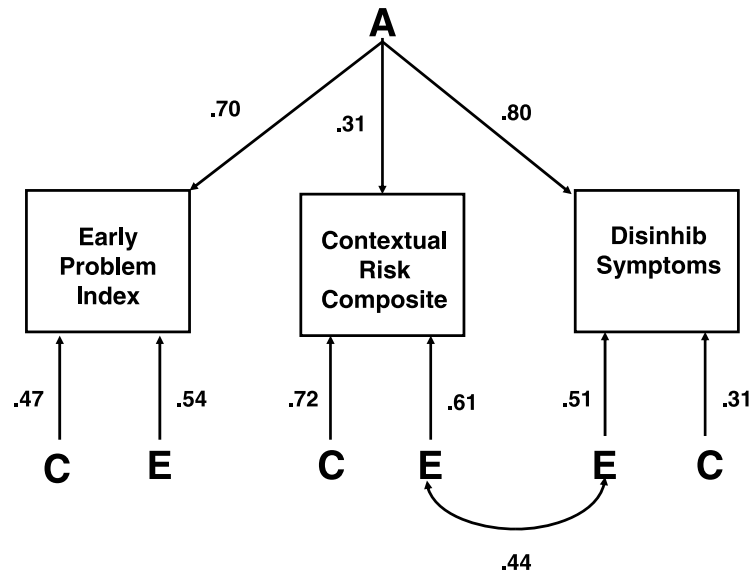 A
.70
.31
.80
Early
Problem
Index
Contextual
Risk
Composite
Disinhib
Symptoms
.47
.54
.72
.61
.51
.31
C
E
C
E
E
C
.44